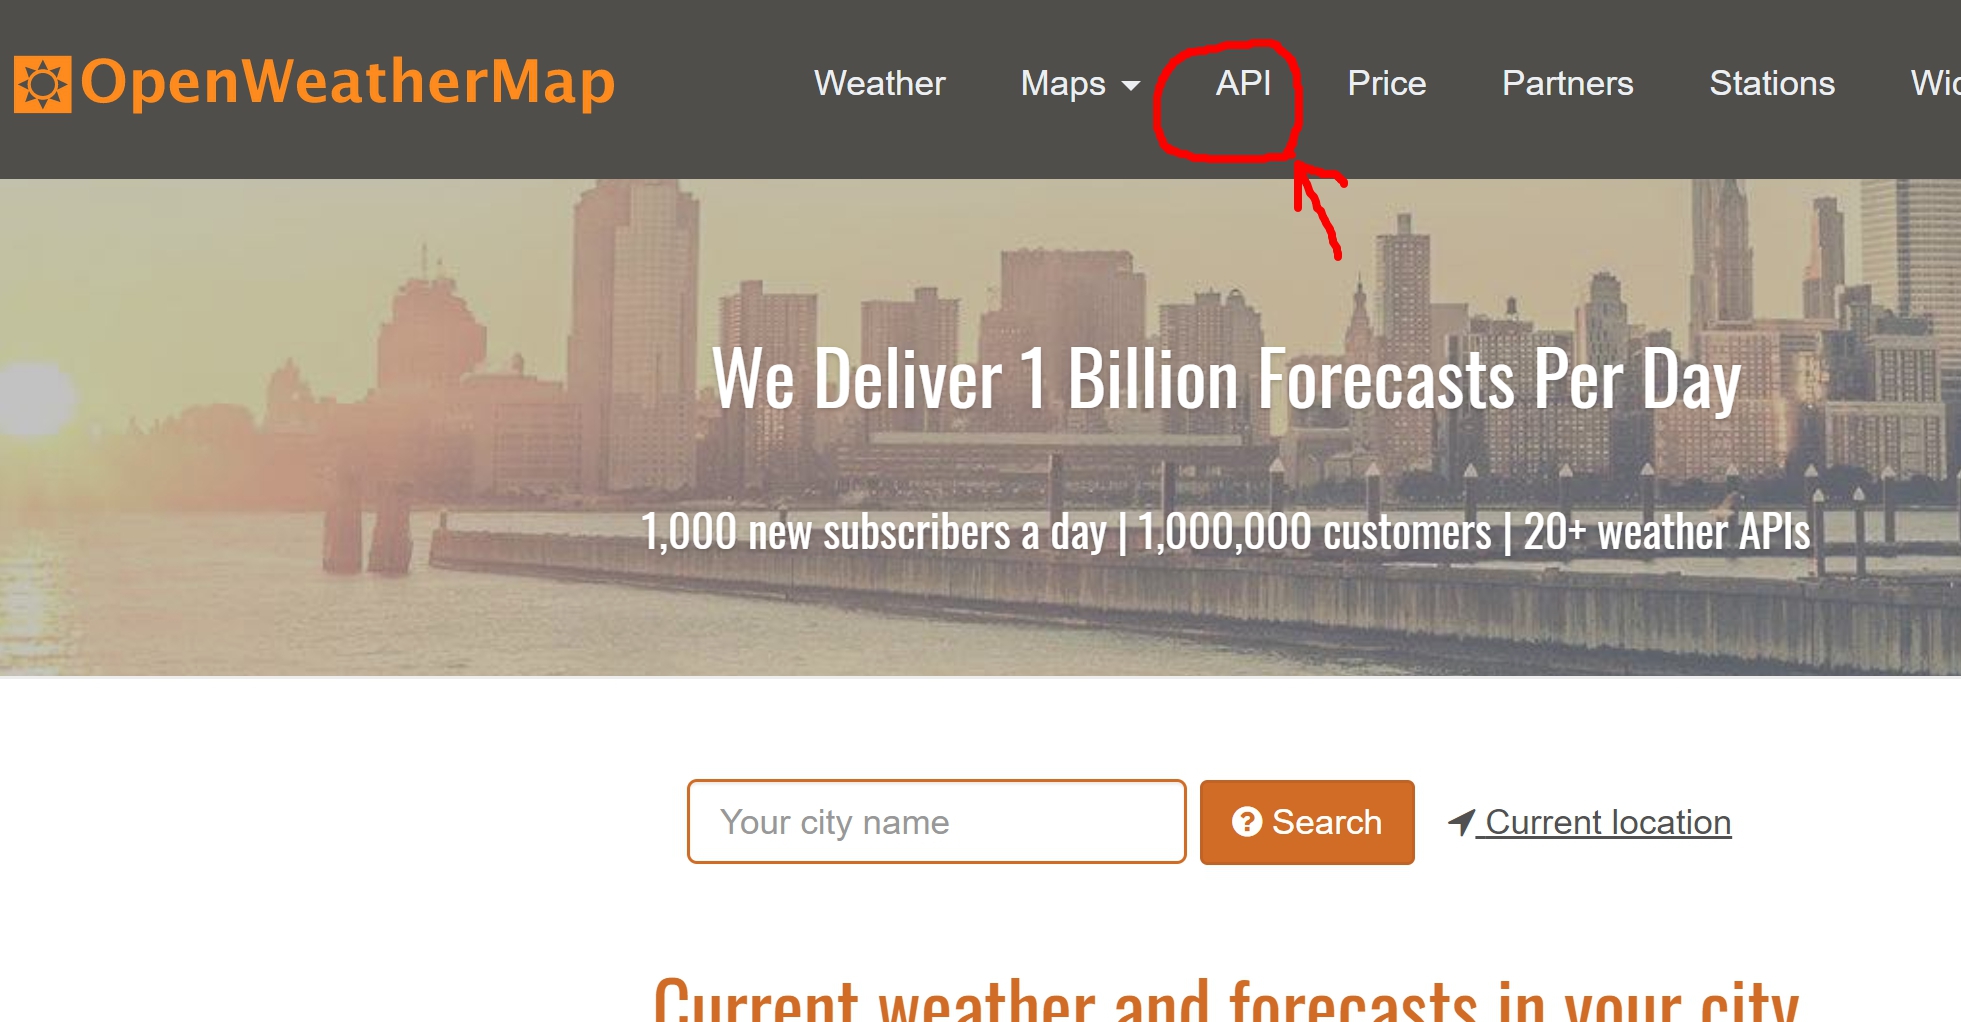 OpenWeatherMap
Weather Maps API Price Partners Stations
We Deliver 1 Billion Forecasts Per Day
1,000 new subscribers a day | 1,000,000 customers | 20+ weather APIs
Your city name
Search
Current location
Current weather and forecasts in your city